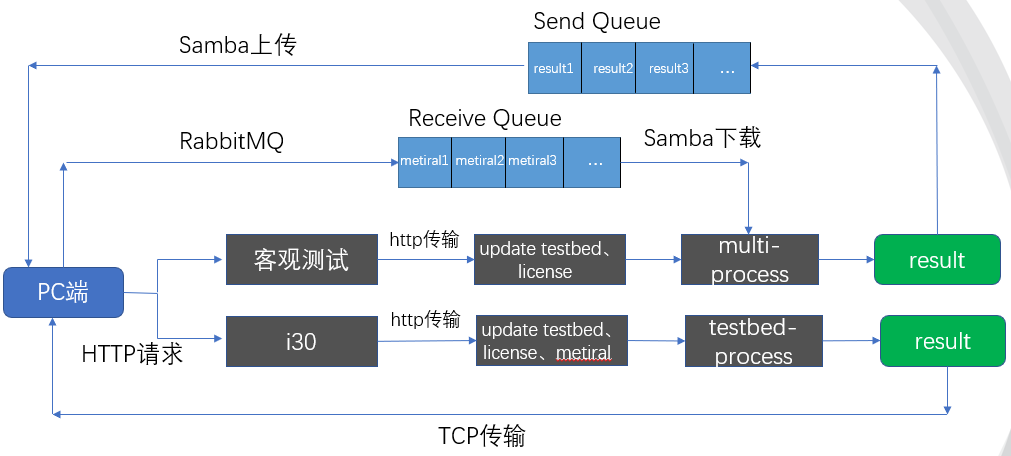 Send Queue
Samba上传
result1 result2 result3 ...
Receive Queue
RabbitMQ
Samba下载
metiral1 metiral2 metiral3 ...
客观测试
http传输
update testbed、
license
multi-
process
result
PC端
HTTP请求
i30
http传输
update testbed、
license、metiral
testbed-
process
result
TCP传输